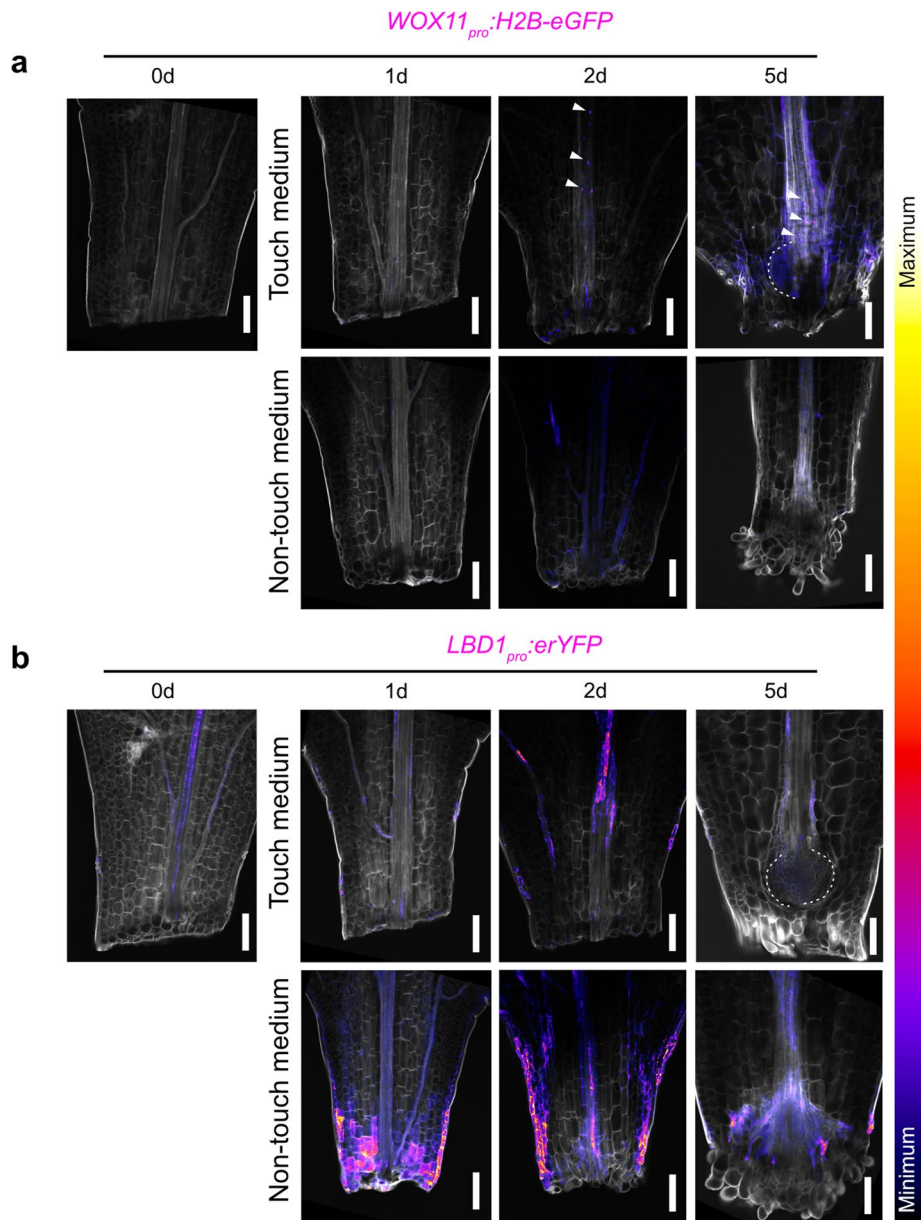 WOX11pro:H2B-eGFP
a
0d 1d 2d 5d
Touch medium
Non-touch medium
LBD1pro:erYFP
b
0d 1d 2d 5d
Touch medium
Non-touch medium
Maximum
Minimum